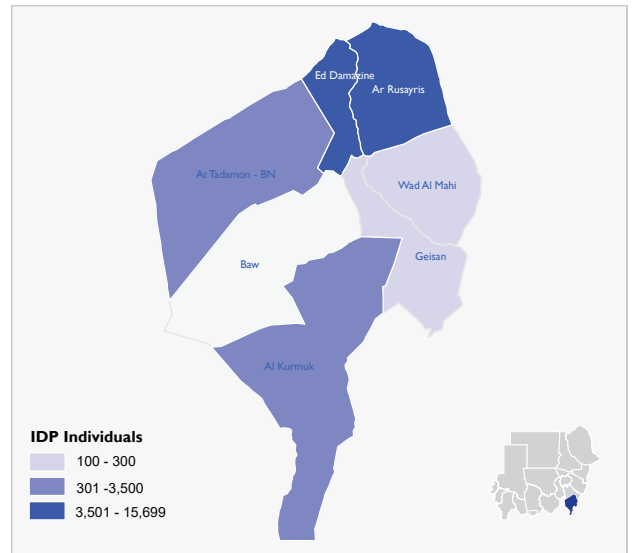 Ed Damazine
Ar Rusayris
At Tadamon - BN
Wad Al Mahi
Geisan
Baw
Al Kurmuk
IDP Individuals
100 - 300
301 -3,500
3,501 - 15,699